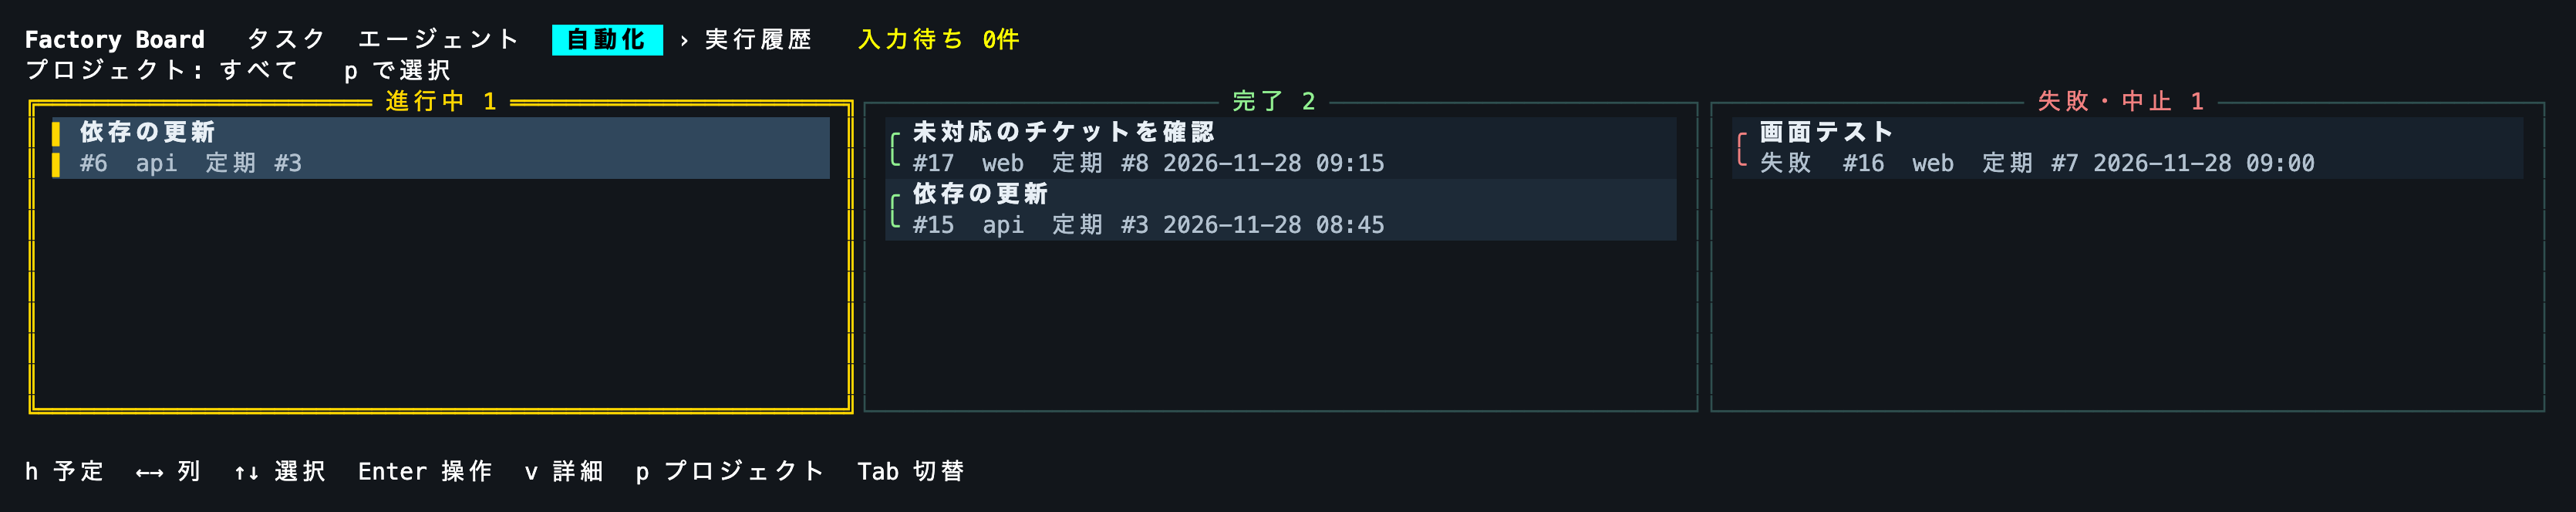 Factory Board タスク エージェント 自動化 › 実行履歴 入力待ち 0件
プロジェクト: すべて p で選択
進行中 1
依存の更新
#6 api 定期 #3
完了 2
未対応のチケットを確認
#17 web 定期 #8 2026-11-28 09:15
依存の更新
#15 api 定期 #3 2026-11-28 08:45
失敗・中止 1
画面テスト
失敗 #16 web 定期 #7 2026-11-28 09:00
h 予定 ←→ 列 ↑↓ 選択 Enter 操作 v 詳細 p プロジェクト Tab 切替